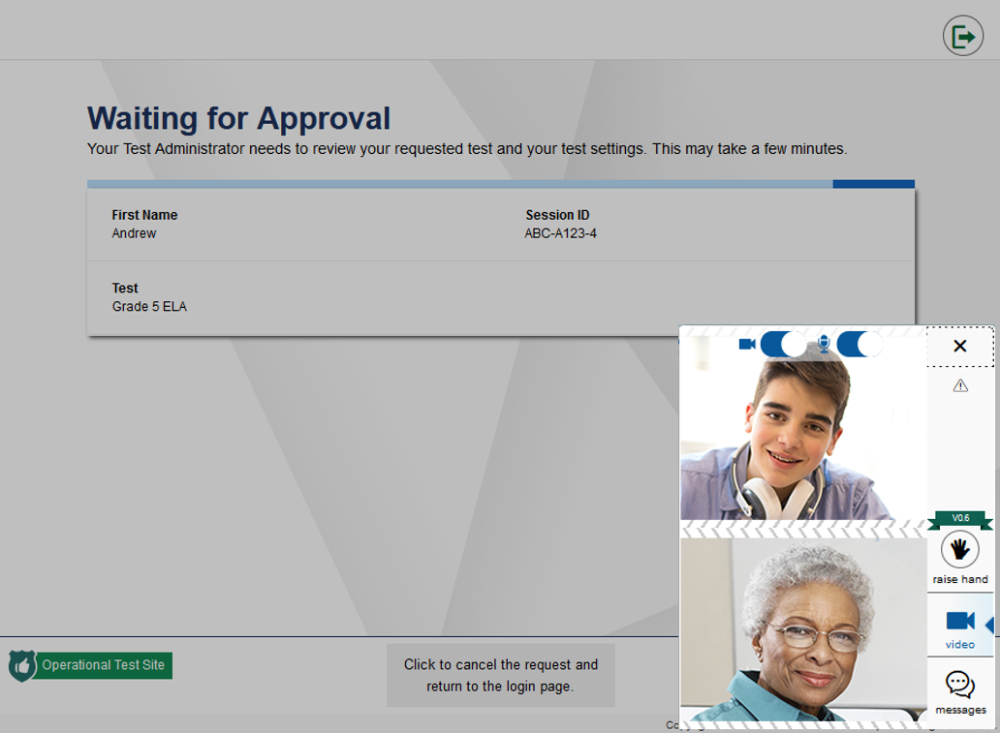 Waiting for Approval
Your Test Administrator needs to review your requested test and your test settings. This may take a few minutes.
First Name
Session ID
Andrew
ABC-A123-4
Test
Grade 5 ELA
V0.6
raise hand
video
messages
Operational Test Site
Click to cancel the request and
return to the login page.